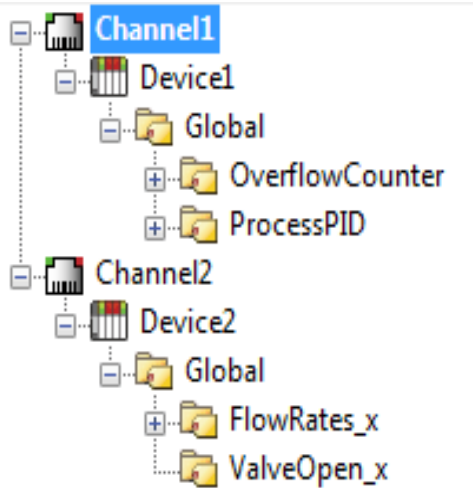 Channel1
Device1
Global
OverflowCounter
ProcessPID
Channel2
Device2
Global
FlowRates_x
ValveOpen_x